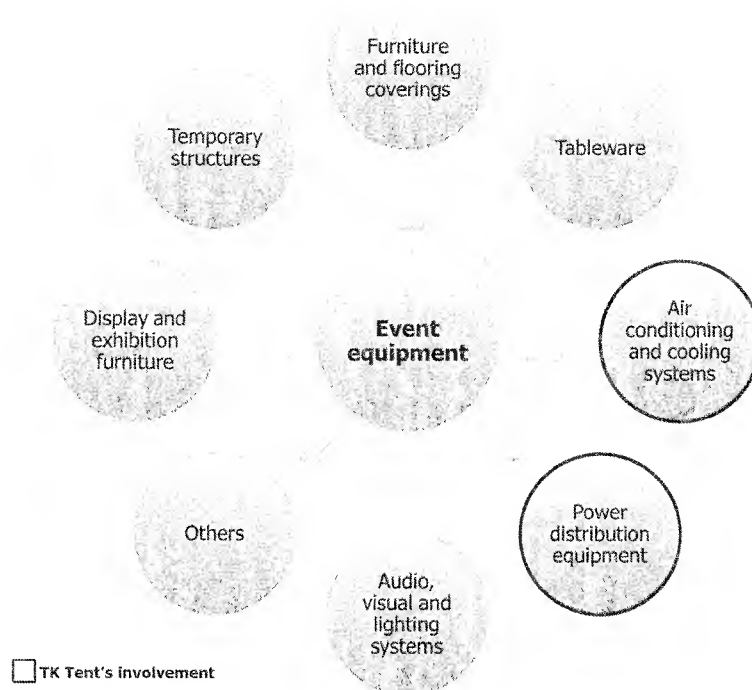 Furniture
and flooring
coverings
Temporary
structures
Tableware
Display and
exhibition
furniture
Event
equipment
Air
conditioning
and cooling
systems
Others
Power
distribution
equipment
Audio,
visual and
lighting
systems
TK Tent's involvement